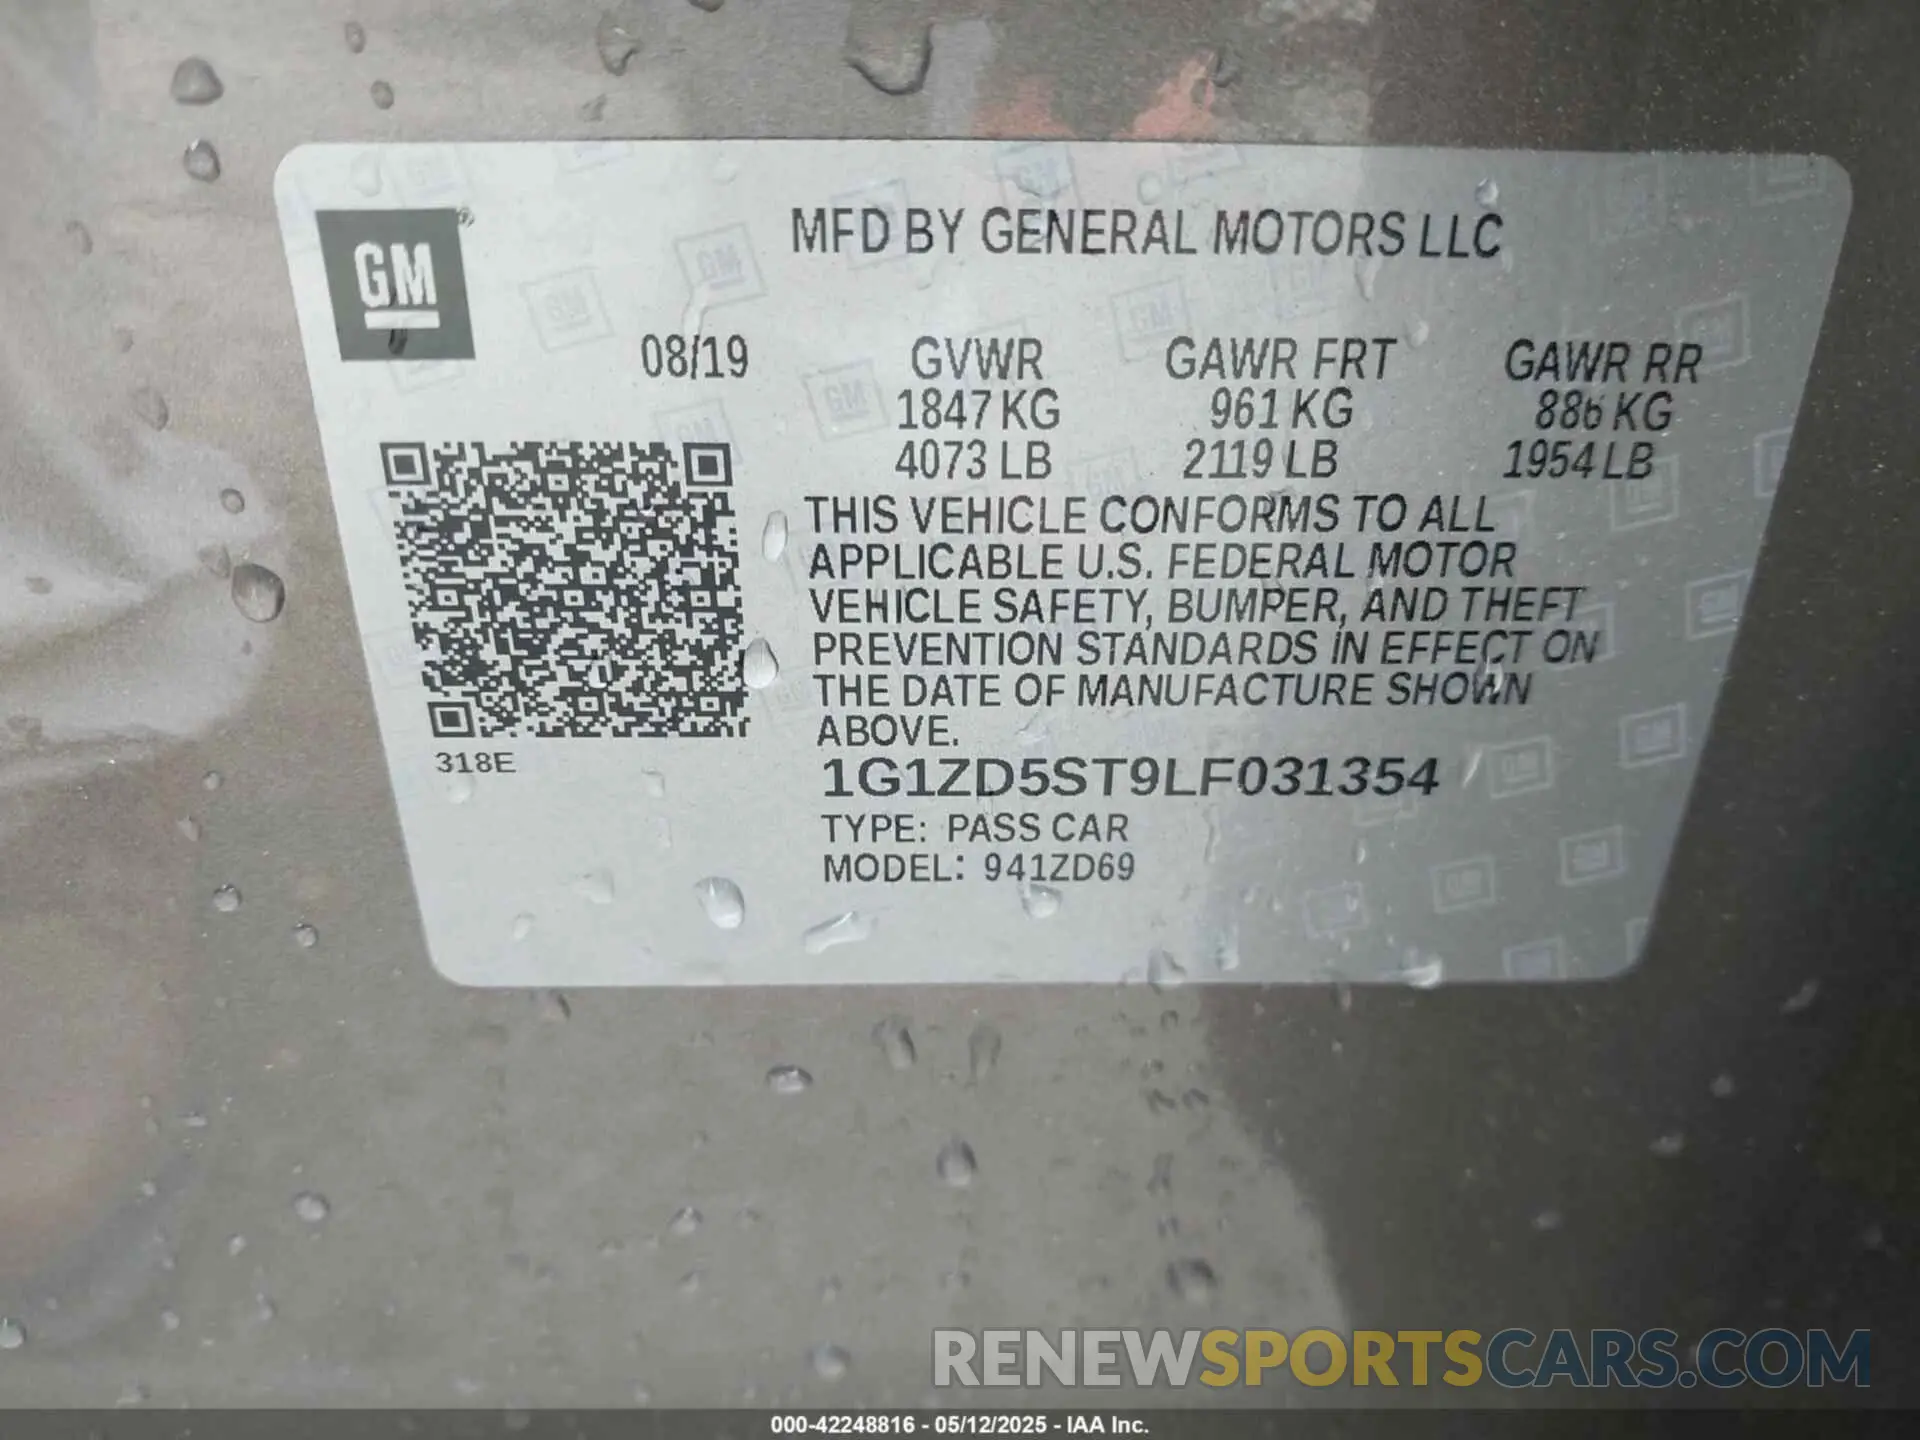 GM
MFD BY GENERAL MOTORS LLC
08/19 GVWR GAWR FRT GAWR RR
1847 KG 961 KG 886 KG
4073 LB 2119 LB 1954 LB
THIS VEHICLE CONFORMS TO ALL
APPLICABLE U.S. FEDERAL MOTOR
VEHICLE SAFETY, BUMPER, AND THEFT
PREVENTION STANDARDS IN EFFECT ON
THE DATE OF MANUFACTURE SHOWN
ABOVE.
318E
1G1ZD5ST9LF031354
TYPE: PASS CAR
MODEL: 941ZD69
RENEWSPORTSCARS.COM
000-42248816 - 05/12/2025 - IAA Inc.